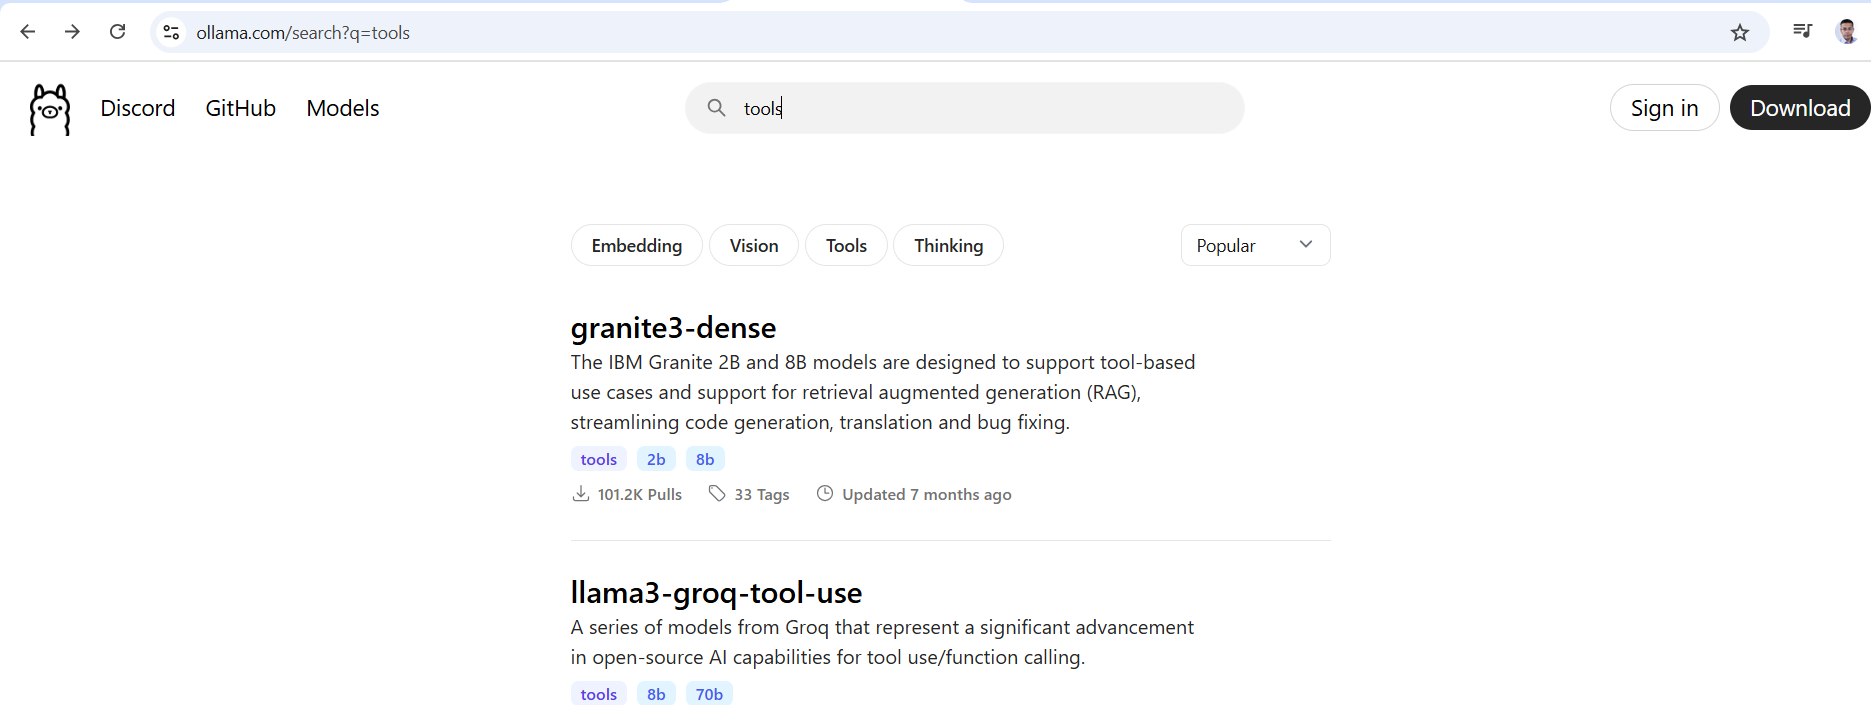 ollama.com/search?q=tools
Discord GitHub Models tools Sign in Download
Embedding Vision Tools Thinking Popular
granite3-dense
The IBM Granite 2B and 8B models are designed to support tool-based
use cases and support for retrieval augmented generation (RAG),
streamlining code generation, translation and bug fixing.
tools 2b 8b
101.2K Pulls 33 Tags Updated 7 months ago
llama3-groq-tool-use
A series of models from Groq that represent a significant advancement
in open-source AI capabilities for tool use/function calling.
tools 8b 70b